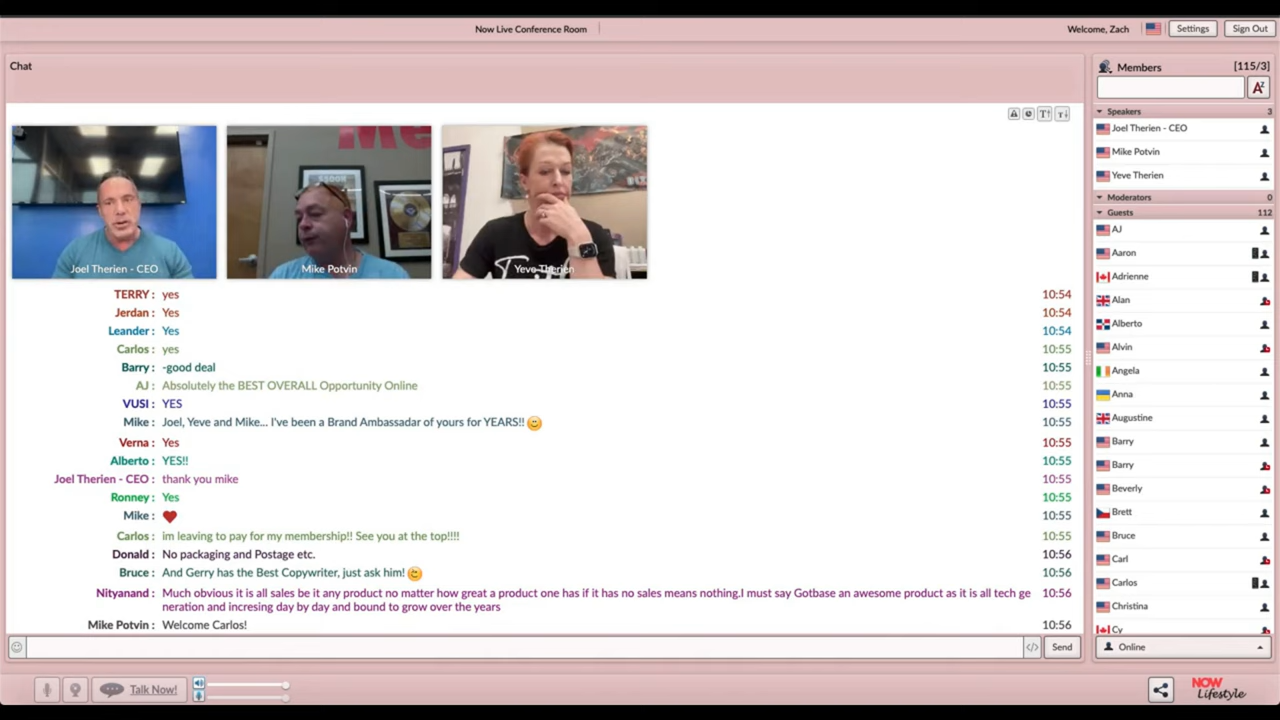 Now Live Conference Room
Welcome, Zach
Settings
Sign Out
Chat
Members
[115/3]
Speakers
3
Joel Therien - CEO
Mike Potvin
Yeve Therien
Moderators
0
Guests
112
AJ
Aaron
Adrienne
Alan
Alberto
Alvin
Angela
Anna
Augustine
Barry
Barry
Beverly
Brett
Bruce
Carl
Carlos
Christina
Cy
Online
Joel Therien - CEO
Mike Potvin
Yeve Therien
TERRY : yes 10:54
Jerdan : Yes 10:54
Leander : Yes 10:54
Carlos : yes 10:55
Barry : -good deal 10:55
AJ : Absolutely the BEST OVERALL Opportunity Online 10:55
VUSI : YES 10:55
Mike : Joel, Yeve and Mike... I've been a Brand Ambassador of yours for YEARS!! 10:55
Verna : Yes 10:55
Alberto : YES!! 10:55
Joel Therien - CEO : thank you mike 10:55
Ronney : Yes 10:55
Mike : 10:55
Carlos : im leaving to pay for my membership!! See you at the top!!!! 10:55
Donald : No packaging and Postage etc. 10:56
Bruce : And Gerry has the Best Copywriter, just ask him! 10:56
Nityanand : Much obvious it is all sales be it any product no matter how great a product one has if it has no sales means nothing.I must say Gotbase an awesome product as it is all tech ge 10:56
neration and incresing day by day and bound to grow over the years
Mike Potvin : Welcome Carlos! 10:56
Send
Talk Now!
NOW
Lifestyle